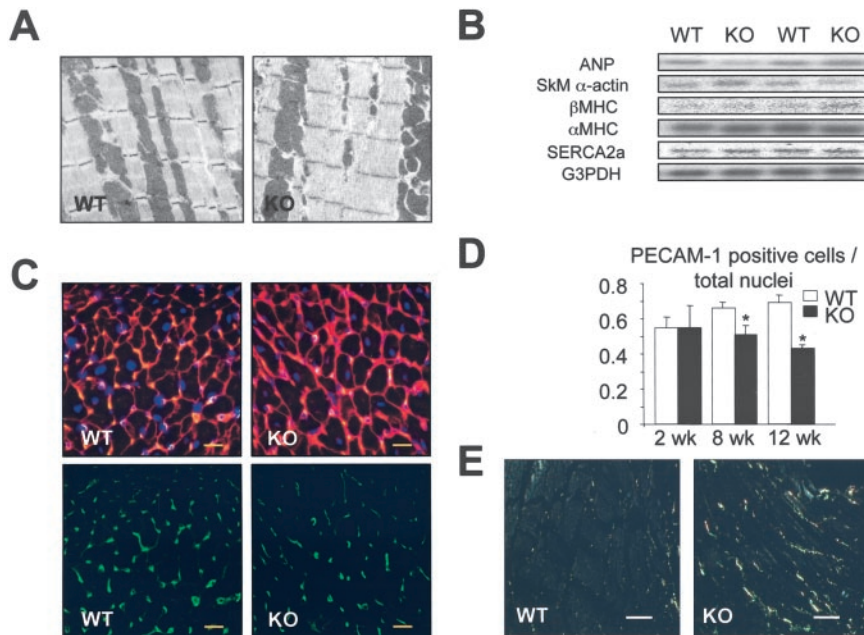 A
WT
KO
B
WT KO WT KO
ANP
SkM α-actin
βMHC
αMHC
SERCA2a
G3PDH
C
WT
KO
WT
KO
D
PECAM-1 positive cells /
total nuclei
WT
KO
0.8
0.6
0.4
0.2
0
*
*
2 wk 8 wk 12 wk
E
WT
KO